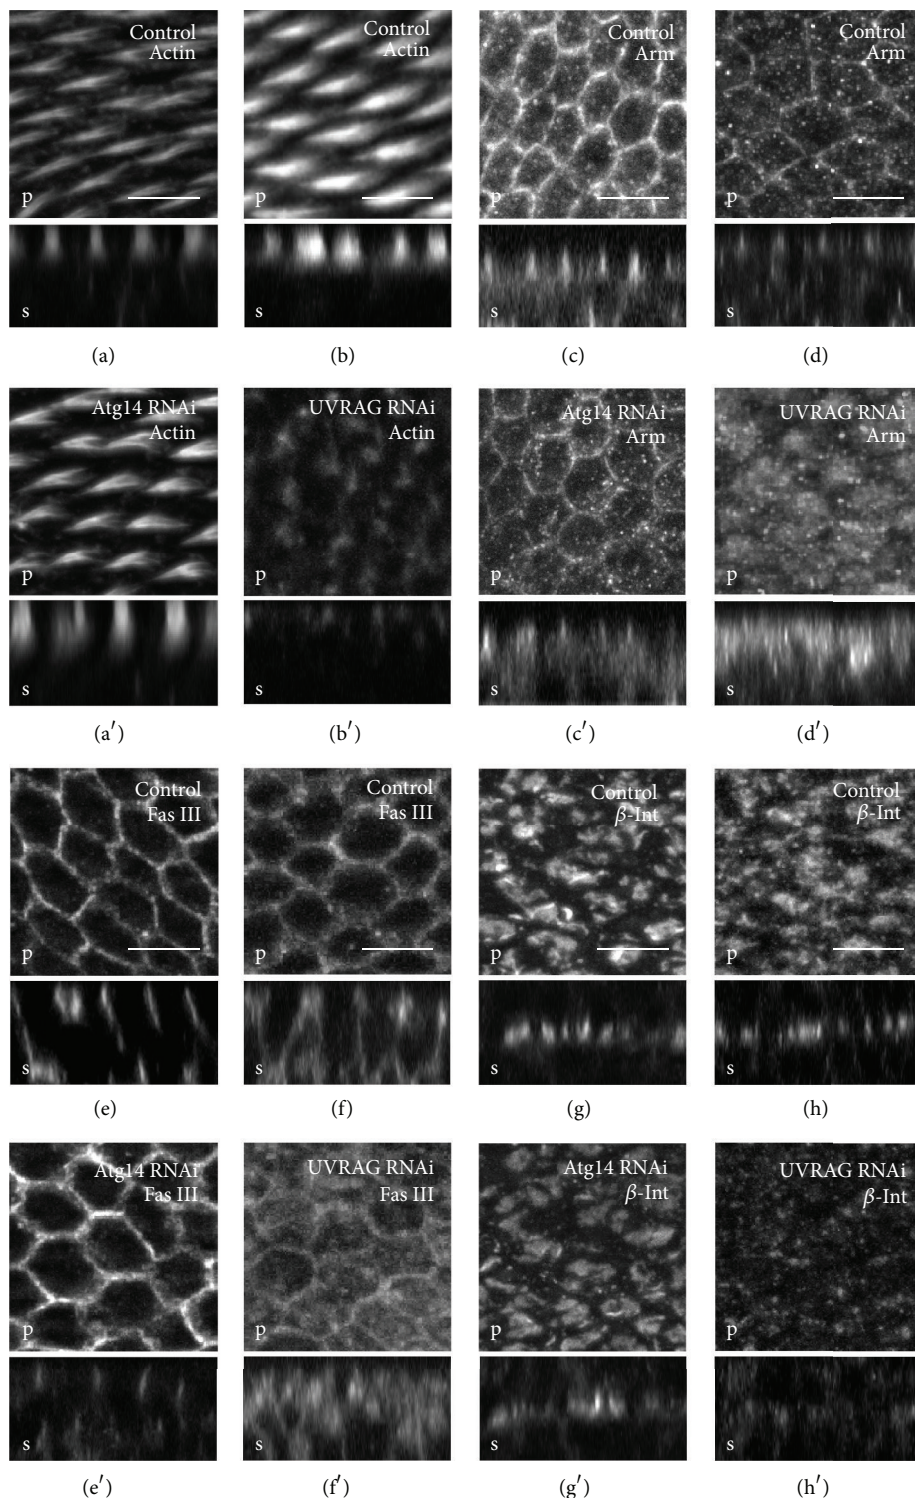 Control
Actin
p
s
(a)
Control
Actin
p
s
(b)
Control
Arm
p
s
(c)
Control
Arm
p
s
(d)
Atg14 RNAi
Actin
p
s
(a′)
UVRAG RNAi
Actin
p
s
(b′)
Atg14 RNAi
Arm
p
s
(c′)
UVRAG RNAi
Arm
p
s
(d′)
Control
Fas III
p
s
(e)
Control
Fas III
p
s
(f)
Control
β-Int
p
s
(g)
Control
β-Int
p
s
(h)
Atg14 RNAi
Fas III
p
s
(e′)
UVRAG RNAi
Fas III
p
s
(f′)
Atg14 RNAi
β-Int
p
s
(g′)
UVRAG RNAi
β-Int
p
s
(h′)